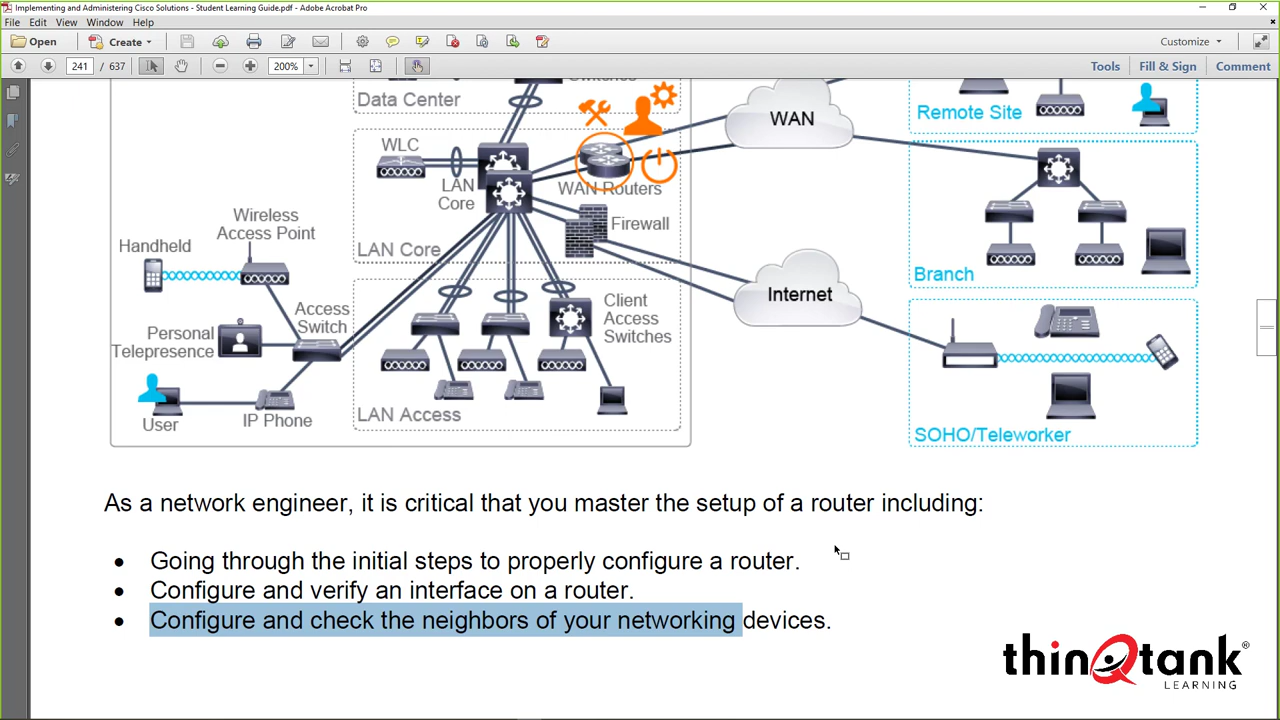 Implementing and Administering Cisco Solutions - Student Learning Guide.pdf - Adobe Acrobat Pro
File Edit View Window Help
Open Create Customize
241 / 637 200% Tools Fill & Sign Comment
Switches
Data Center
WAN
Remote Site
WLC
LAN Core
WAN Routers
Firewall
LAN Core
Wireless Access Point
Handheld
Branch
Internet
Access Switch
Client Access Switches
Personal Telepresence
User
IP Phone
LAN Access
SOHO/Teleworker
As a network engineer, it is critical that you master the setup of a router including:
• Going through the initial steps to properly configure a router.
• Configure and verify an interface on a router.
• Configure and check the neighbors of your networking devices.
thinQtank®
LEARNING